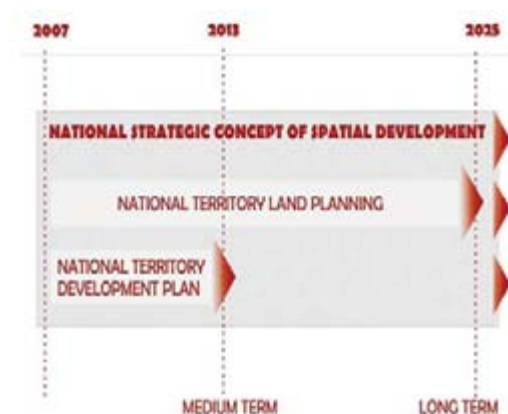 2007 2013 2025
NATIONAL STRATEGIC CONCEPT OF SPATIAL DEVELOPMENT
NATIONAL TERRITORY LAND PLANNING
NATIONAL TERRITORY
DEVELOPMENT PLAN
MEDIUM TERM LONG TERM